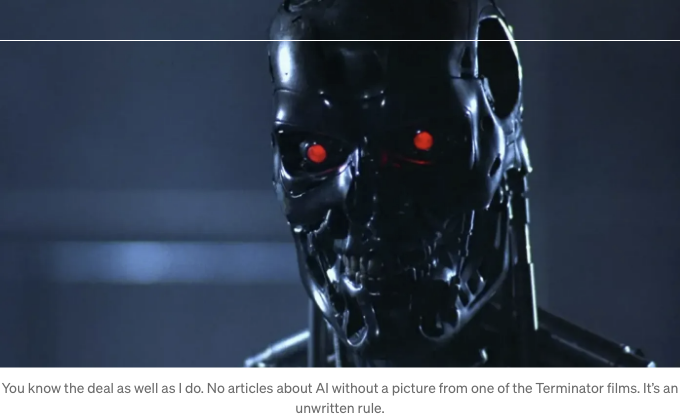 You know the deal as well as I do. No articles about AI without a picture from one of the Terminator films. It's an
unwritten rule.